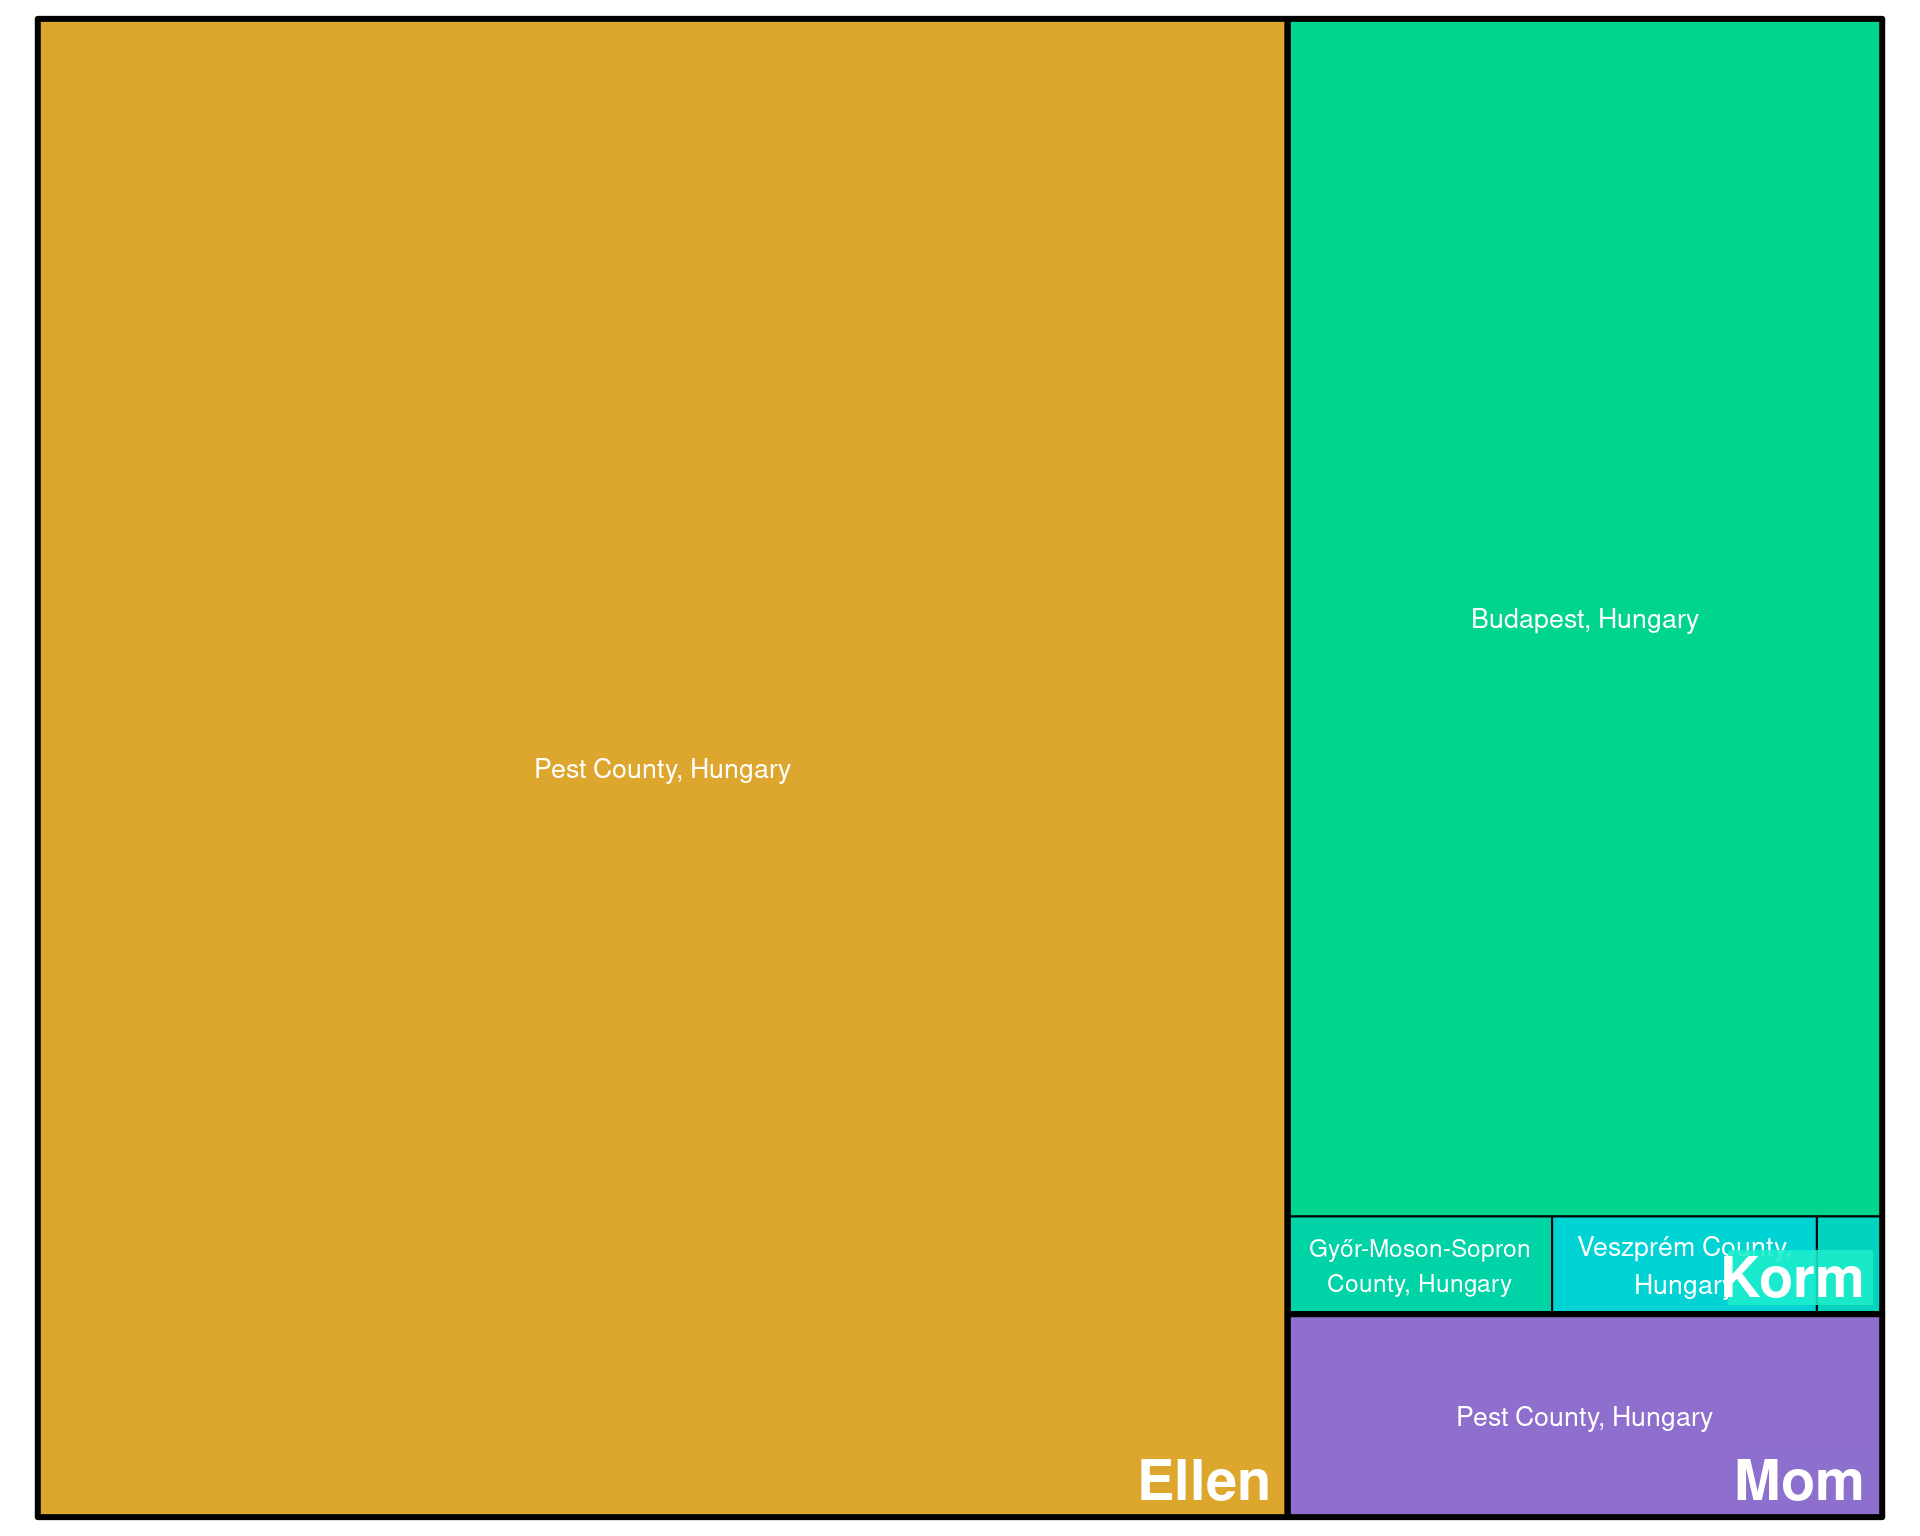 Pest County, Hungary
Ellen
Budapest, Hungary
Győr-Moson-Sopron
County, Hungary
Veszprém County,
Hungary
Korm
Pest County, Hungary
Mom